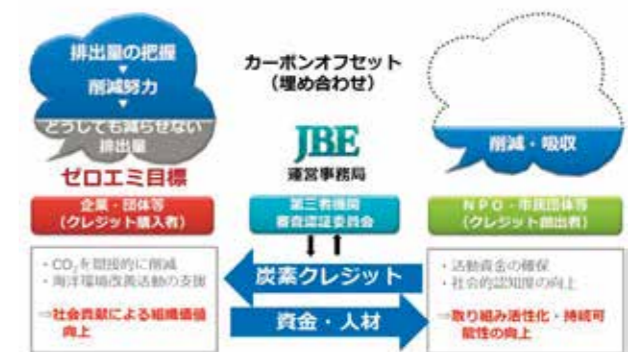 排出量の把握
削減努力
どうしても減らせない
排出量
ゼロエミ目標
企業・団体等
(クレジット購入者)
・CO₂を間接的に削減
・海洋環境改善活動の支援
⇒社会貢献による組織価値
向上
カーボンオフセット
(埋め合わせ)
JBE
運営事務局
第三者機関
審査認証委員会
炭素クレジット
資金・人材
削減・吸収
NPO・市民団体等
(クレジット創出者)
・活動資金の確保
・社会的認知度の向上
⇒取り組み活性化・持続可
能性の向上